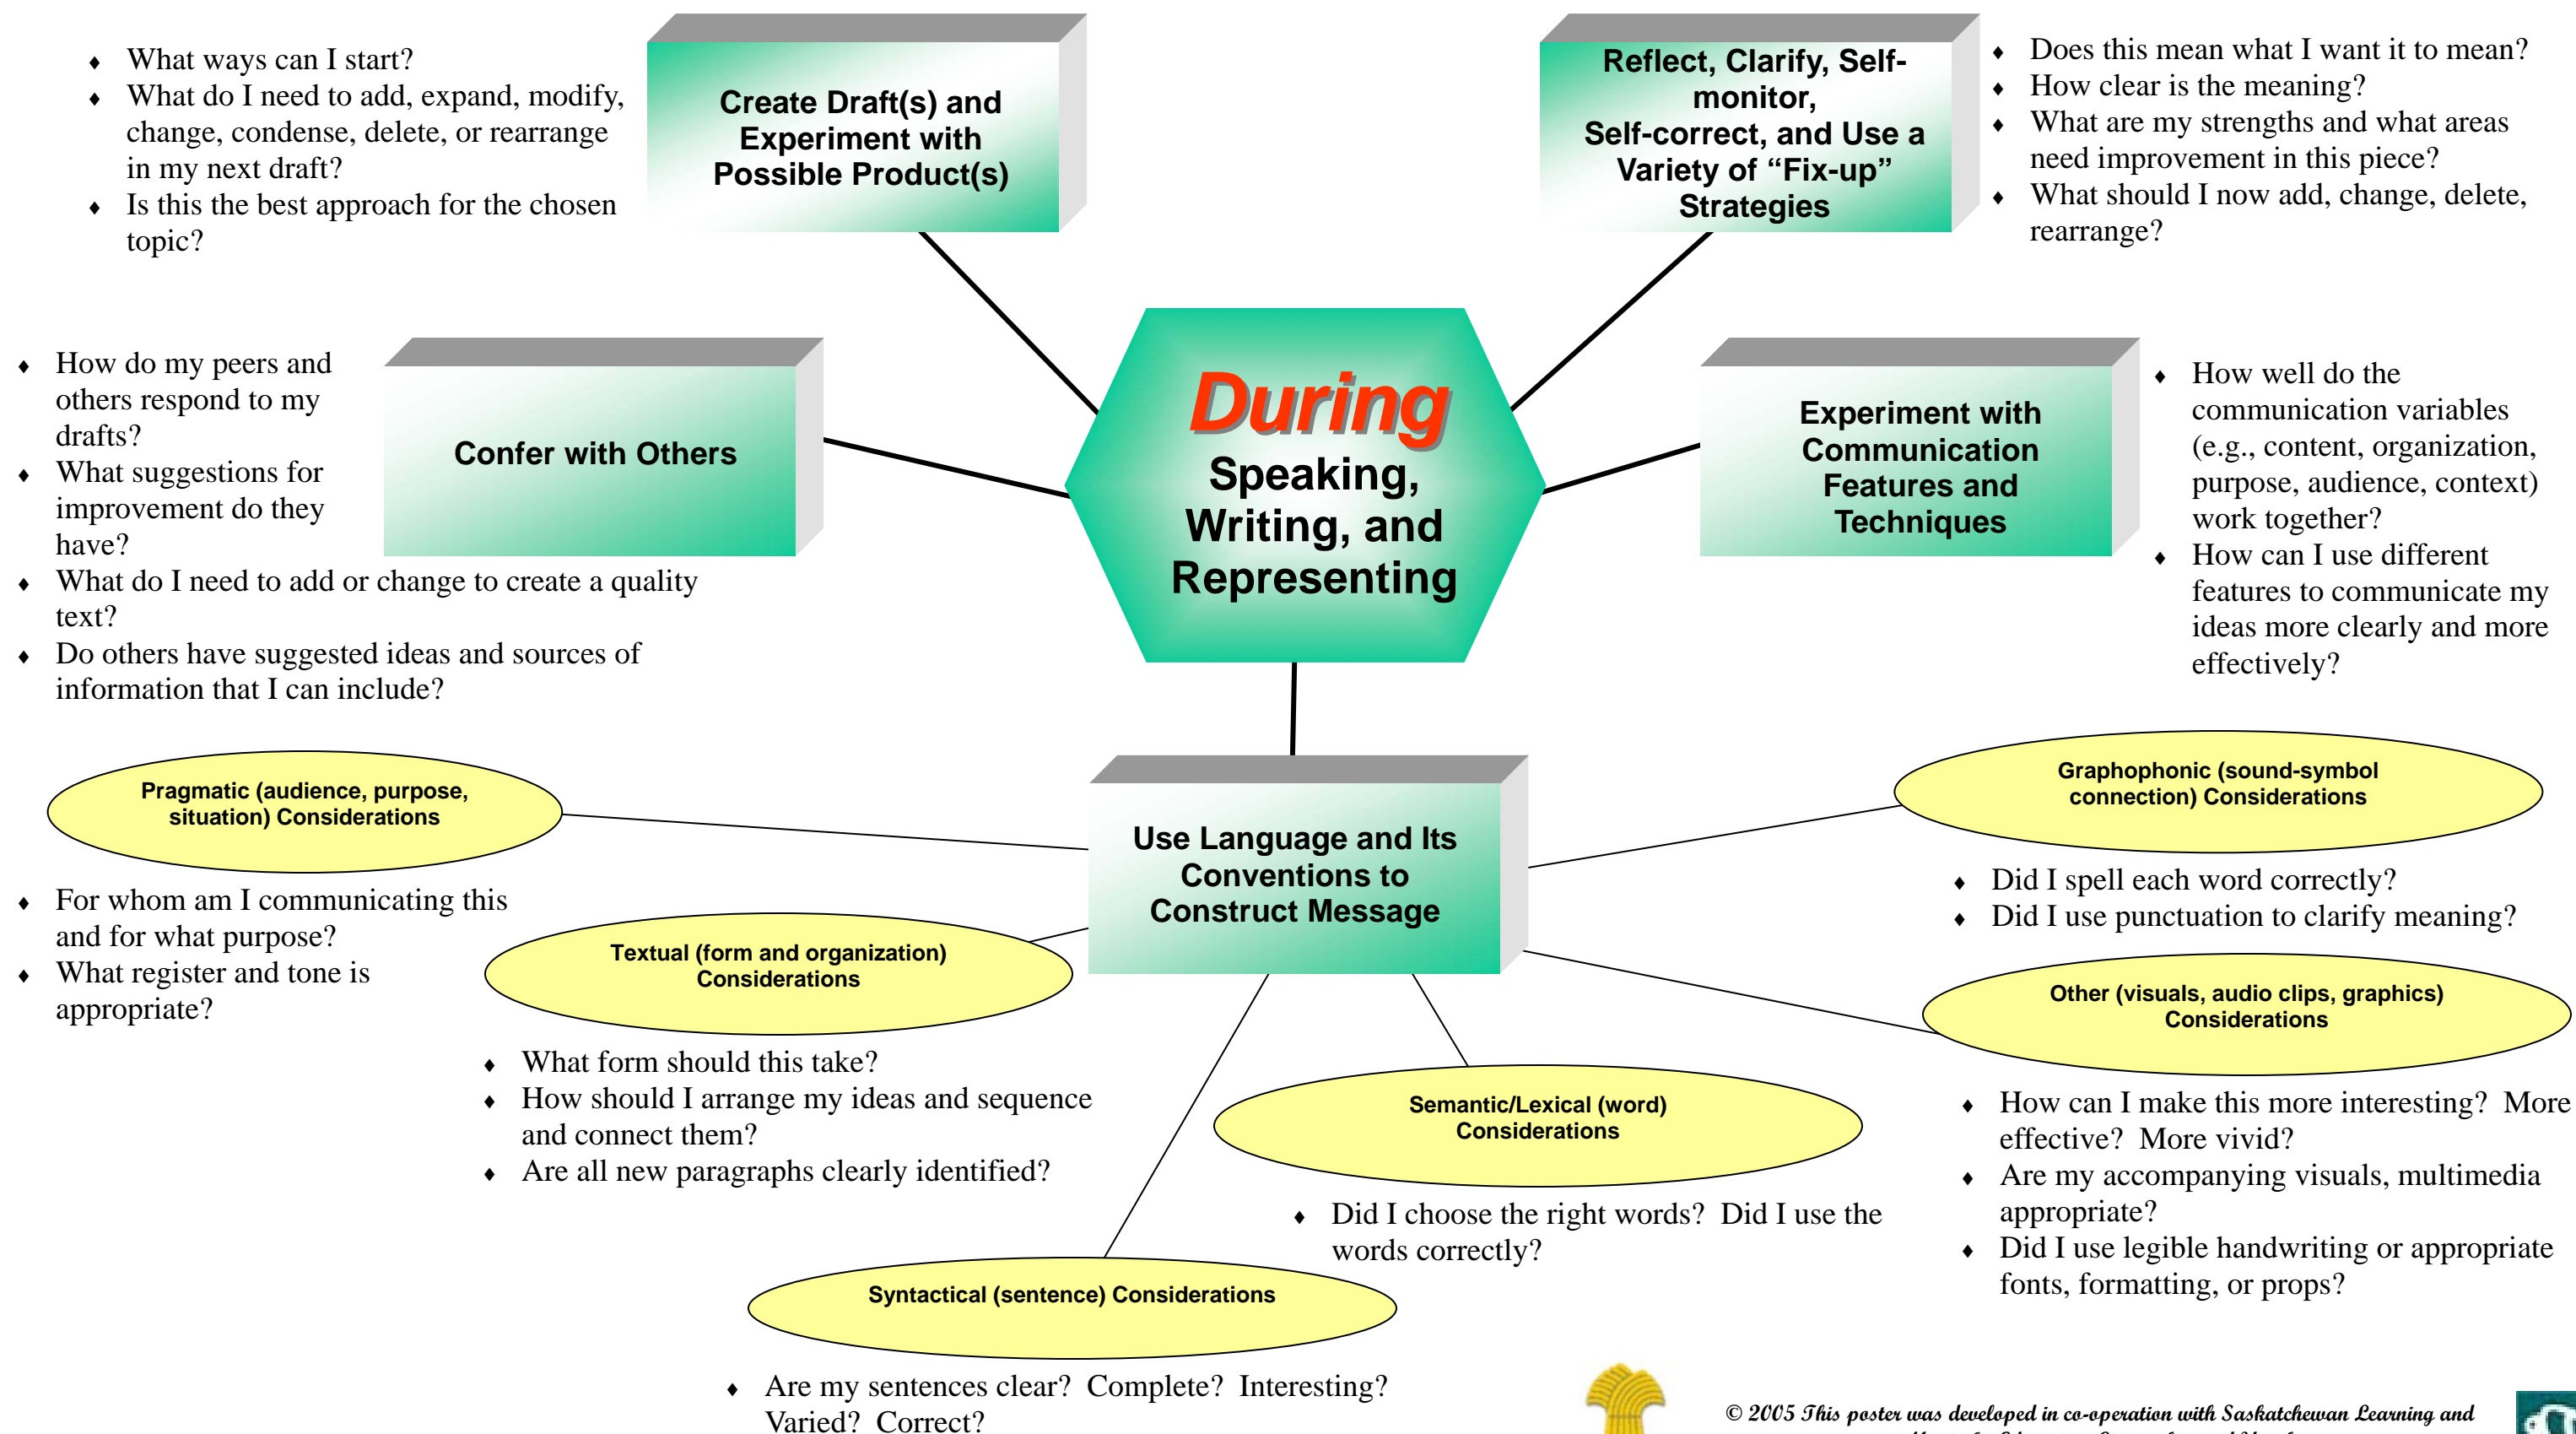 ♦ What ways can I start?
♦ What do I need to add, expand, modify,
change, condense, delete, or rearrange
in my next draft?
♦ Is this the best approach for the chosen
topic?
Create Draft(s) and
Experiment with
Possible Product(s)
Reflect, Clarify, Self-
monitor,
Self-correct, and Use a
Variety of “Fix-up”
Strategies
♦ Does this mean what I want it to mean?
♦ How clear is the meaning?
♦ What are my strengths and what areas
need improvement in this piece?
♦ What should I now add, change, delete,
rearrange?
♦ How do my peers and
others respond to my
drafts?
♦ What suggestions for
improvement do they
have?
♦ What do I need to add or change to create a quality
text?
♦ Do others have suggested ideas and sources of
information that I can include?
Confer with Others
During
Speaking,
Writing, and
Representing
Experiment with
Communication
Features and
Techniques
♦ How well do the
communication variables
(e.g., content, organization,
purpose, audience, context)
work together?
♦ How can I use different
features to communicate my
ideas more clearly and more
effectively?
Use Language and Its
Conventions to
Construct Message
Pragmatic (audience, purpose,
situation) Considerations
♦ For whom am I communicating this
and for what purpose?
♦ What register and tone is
appropriate?
Textual (form and organization)
Considerations
♦ What form should this take?
♦ How should I arrange my ideas and sequence
and connect them?
♦ Are all new paragraphs clearly identified?
Syntactical (sentence) Considerations
♦ Are my sentences clear? Complete? Interesting?
Varied? Correct?
Semantic/Lexical (word)
Considerations
♦ Did I choose the right words? Did I use the
words correctly?
Graphophonic (sound-symbol
connection) Considerations
♦ Did I spell each word correctly?
♦ Did I use punctuation to clarify meaning?
Other (visuals, audio clips, graphics)
Considerations
♦ How can I make this more interesting? More
effective? More vivid?
♦ Are my accompanying visuals, multimedia
appropriate?
♦ Did I use legible handwriting or appropriate
fonts, formatting, or props?
© 2005 This poster was developed in co-operation with Saskatchewan Learning and